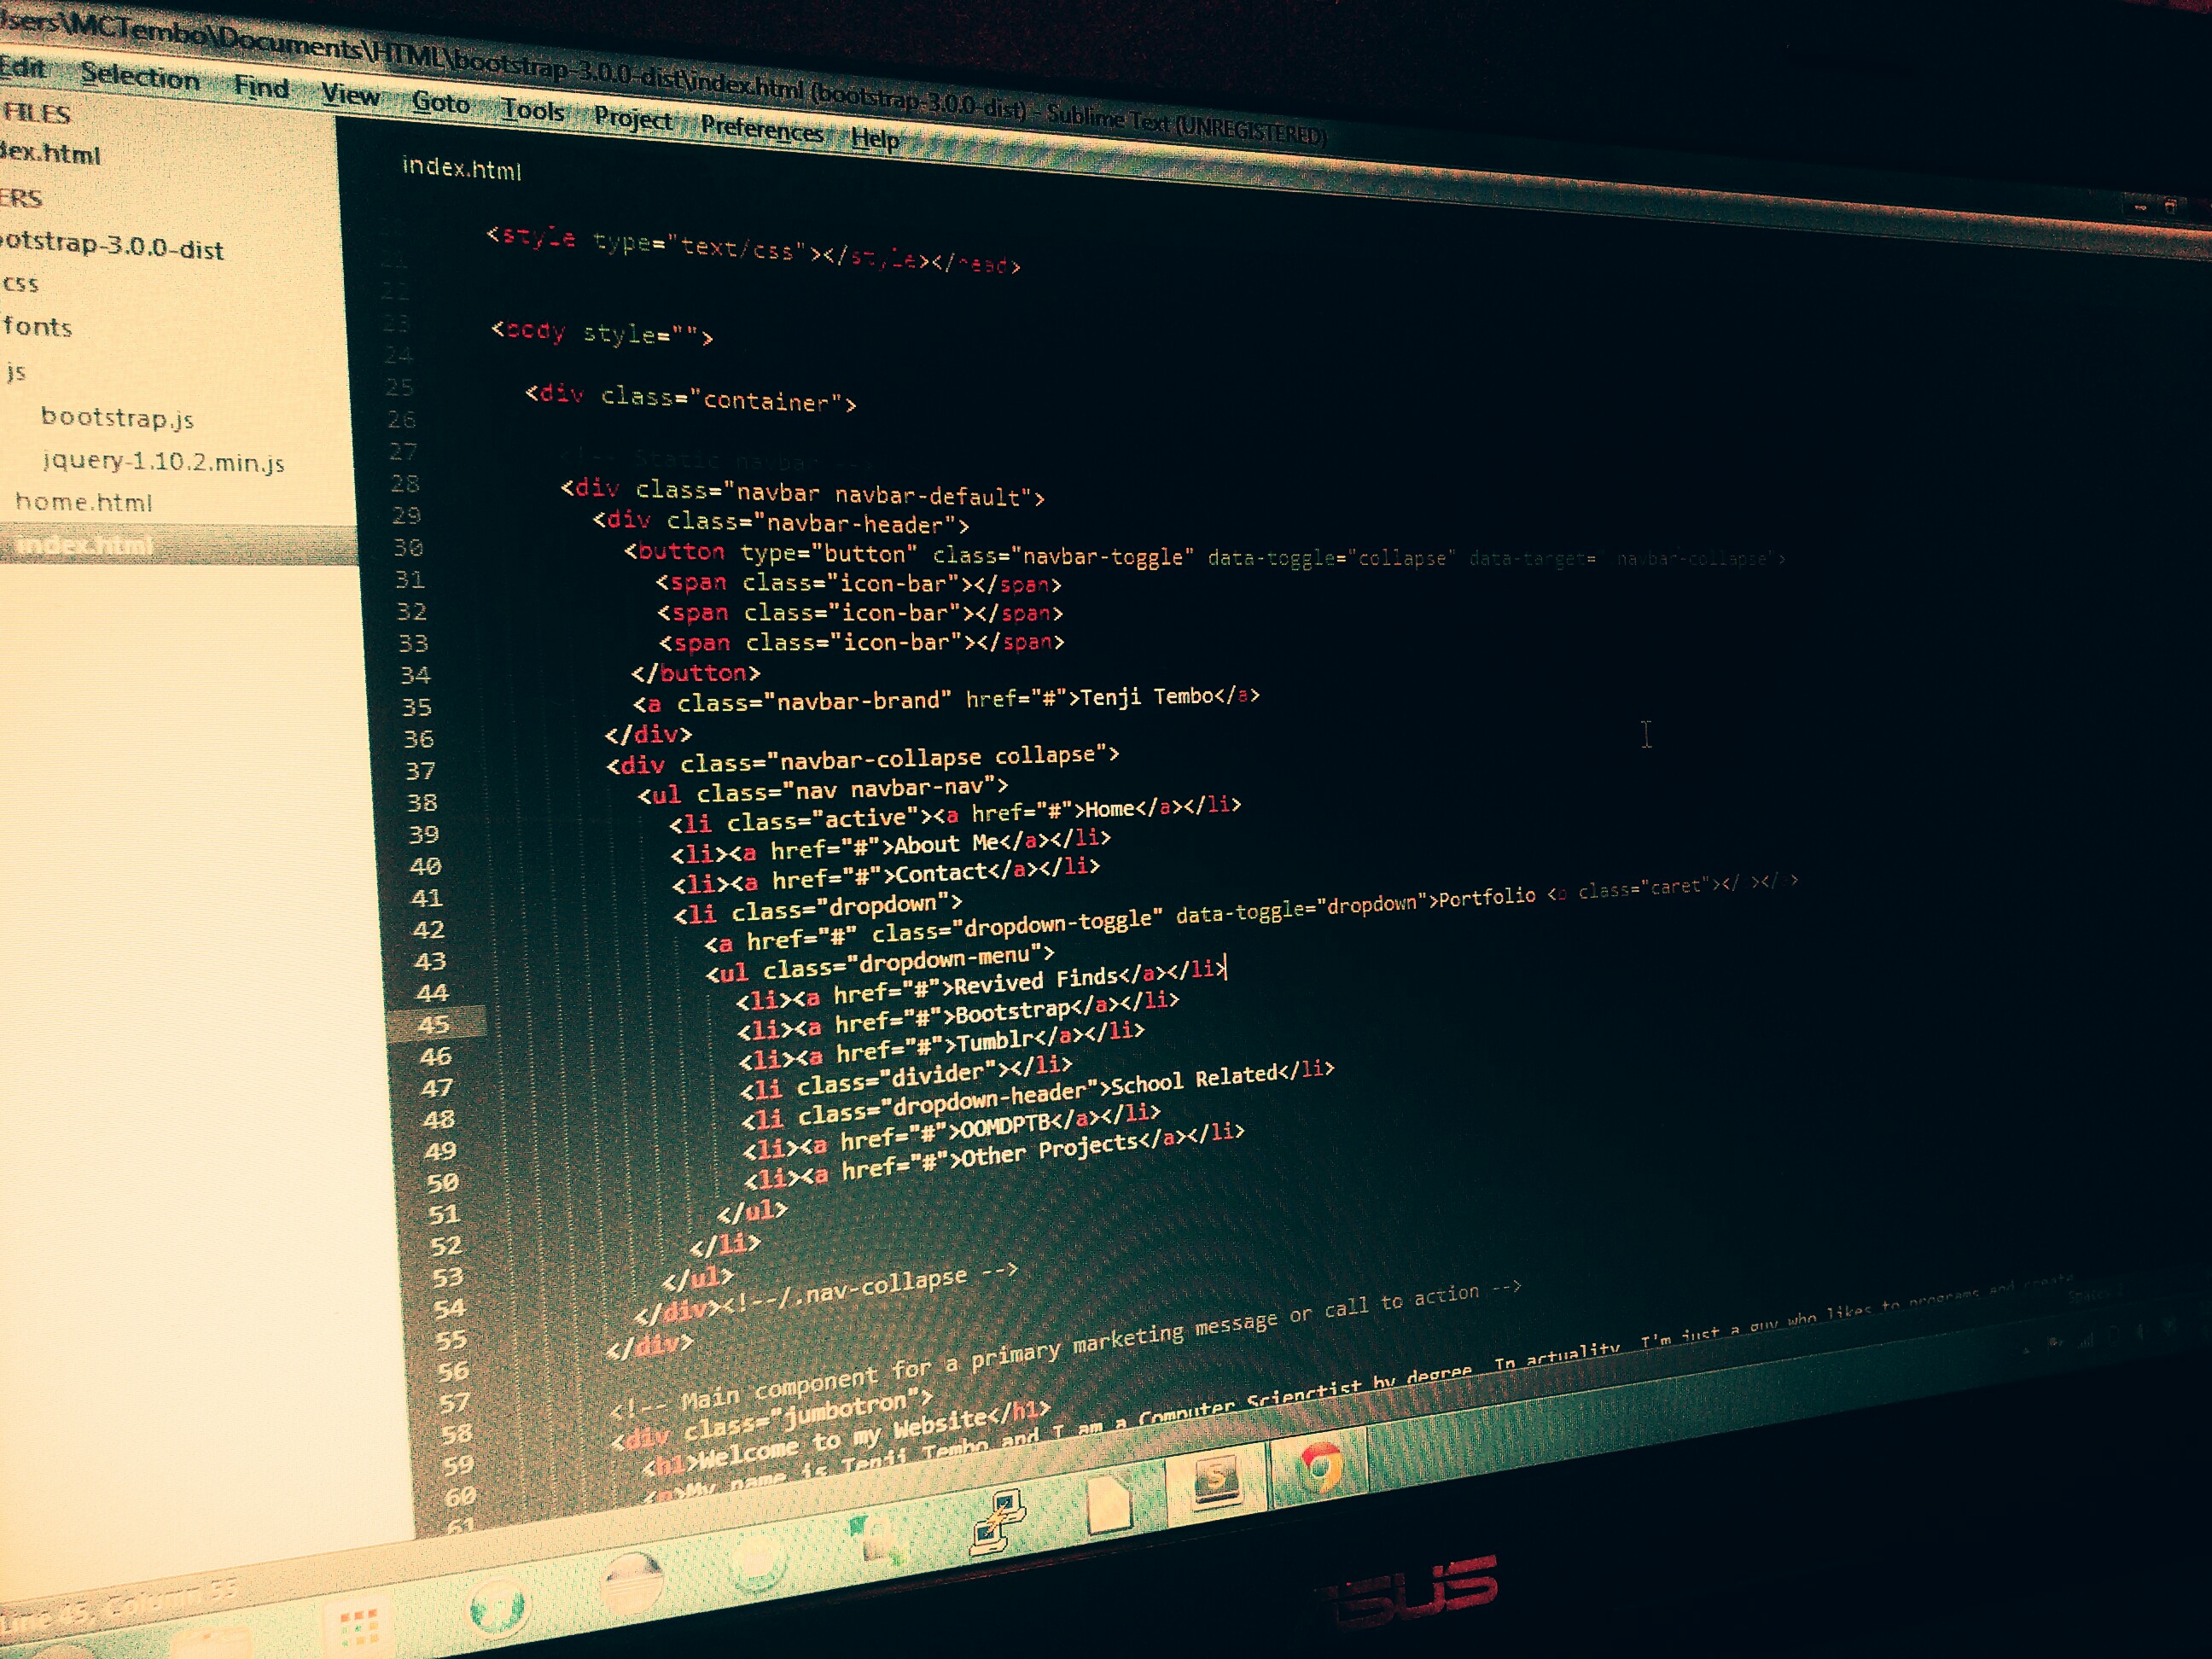 Users\MCTembo\Documents\HTML\bootstrap-3.0.0-dist\index.html (bootstrap-3.0.0-dist) - Sublime Text (UNREGISTERED)
Edit Selection Find View Goto Tools Project Preferences Help
FILES
dex.html
ERS
ootstrap-3.0.0-dist
css
fonts
js
bootstrap.js
jquery-1.10.2.min.js
home.html
index.html
index.html
<style type="text/css"></style></head>
21
22
23 <body style="">
24
25 <div class="container">
26
27 <!-- Static navbar -->
28 <div class="navbar navbar-default">
29 <div class="navbar-header">
30 <button type="button" class="navbar-toggle" data-toggle="collapse" data-target=" navbar-collapse">
31 <span class="icon-bar"></span>
32 <span class="icon-bar"></span>
33 <span class="icon-bar"></span>
34 </button>
35 <a class="navbar-brand" href="#">Tenji Tembo</a>
36 </div>
37 <div class="navbar-collapse collapse">
38 <ul class="nav navbar-nav">
39 <li class="active"><a href="#">Home</a></li>
40 <li><a href="#">About Me</a></li>
41 <li><a href="#">Contact</a></li>
42 <li class="dropdown">
43 <a href="#" class="dropdown-toggle" data-toggle="dropdown">Portfolio <b class="caret"></b></a>
44 <ul class="dropdown-menu">
45 <li><a href="#">Revived Finds</a></li>
46 <li><a href="#">Bootstrap</a></li>
47 <li><a href="#">Tumblr</a></li>
48 <li class="divider"></li>
49 <li class="dropdown-header">School Related</li>
50 <li><a href="#">OOMDPTB</a></li>
51 <li><a href="#">Other Projects</a></li>
52 </ul>
53 </li>
54 </ul>
55 </div><!--/.nav-collapse -->
56 </div>
57
58 <!-- Main component for a primary marketing message or call to action -->
59 <div class="jumbotron">
60 <h1>Welcome to my Website</h1>
61 <p>My name is Tenji Tembo and I am a Computer Scienctist by degree. In actuality, I'm just a guy who likes to programs and create
Line 45, Column 55
ASUS